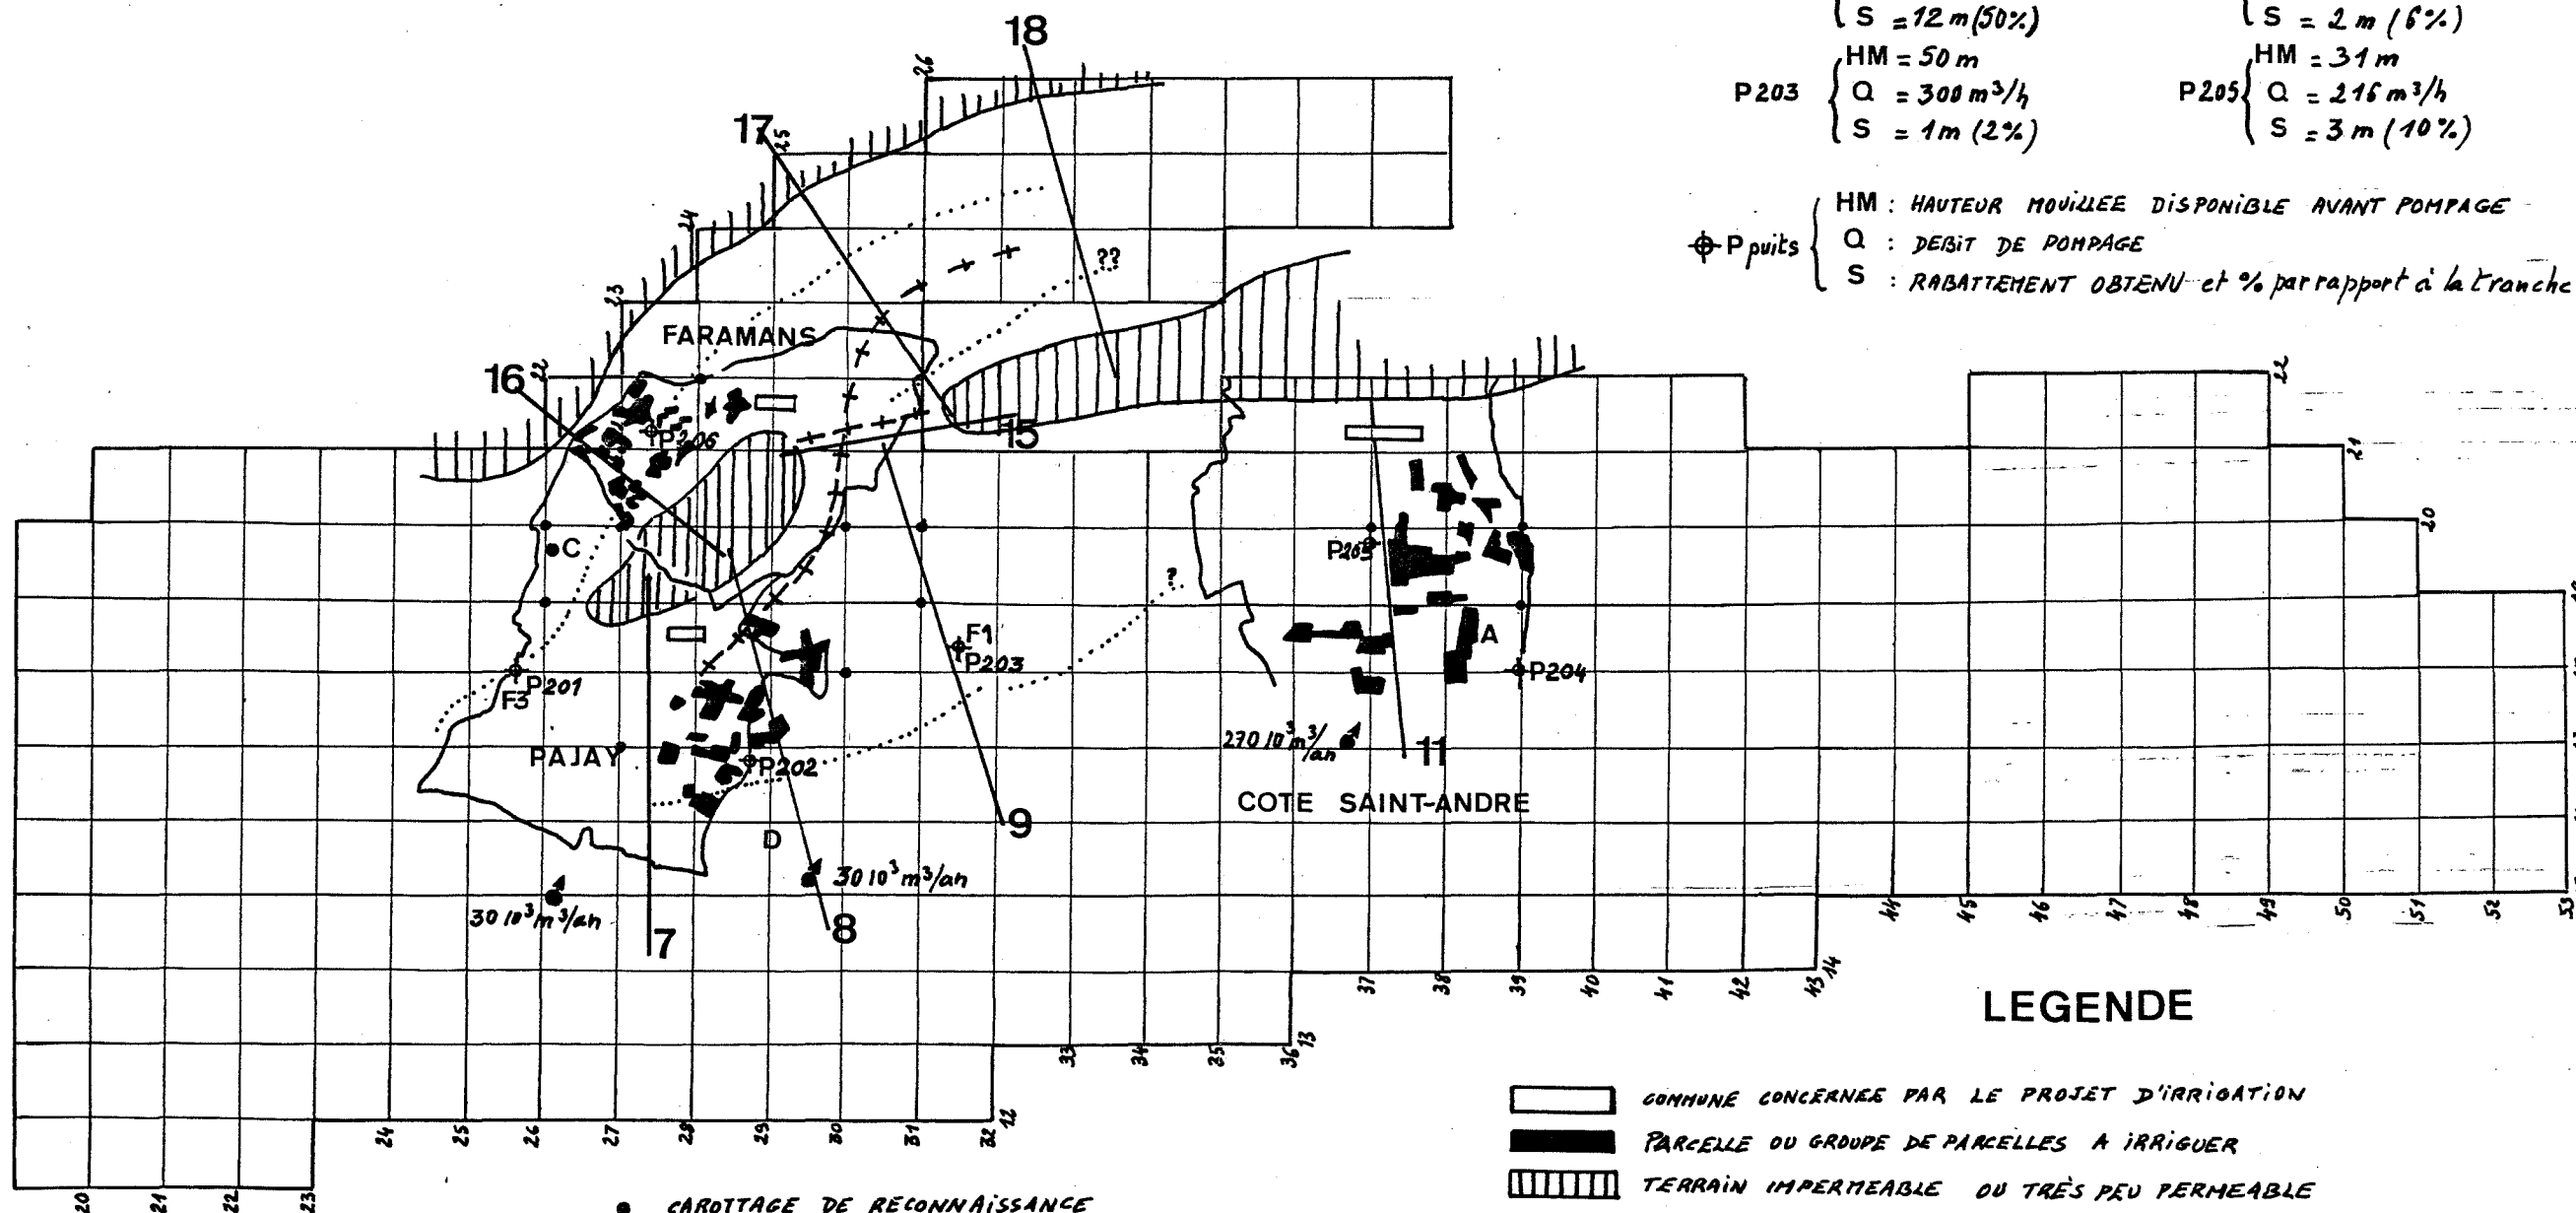 S = 12 m (50%)
S = 2 m (6%)
P203
HM = 50 m
Q = 300 m³/h
S = 1 m (2%)
P205
HM = 31 m
Q = 216 m³/h
S = 3 m (10%)
P puits
HM : HAUTEUR MOUILLEE DISPONIBLE AVANT POMPAGE
Q : DEBIT DE POMPAGE
S : RABATTEMENT OBTENU et % par rapport à la tranche
18
26
17
25
24
??
23
FARAMANS
16
22
22
P206
15
21
20
C
P205
?
F1
P203
A
P204
P201
F3
PAJAY
P202
270 10³ m³/an
11
COTE SAINT-ANDRE
9
D
30 10³ m³/an
30 10³ m³/an
8
7
44 45 46 47 48 49 50 51 52 53
37 38 39 40 41 42 43 14
33 34 35 36 13
24 25 26 27 28 29 30 31 32 12
20 21 22 23
LEGENDE
COMMUNE CONCERNEE PAR LE PROJET D'IRRIGATION
PARCELLE OU GROUPE DE PARCELLES A IRRIGUER
TERRAIN IMPERMEABLE OU TRÈS PEU PERMEABLE
CAROTTAGE DE RECONNAISSANCE